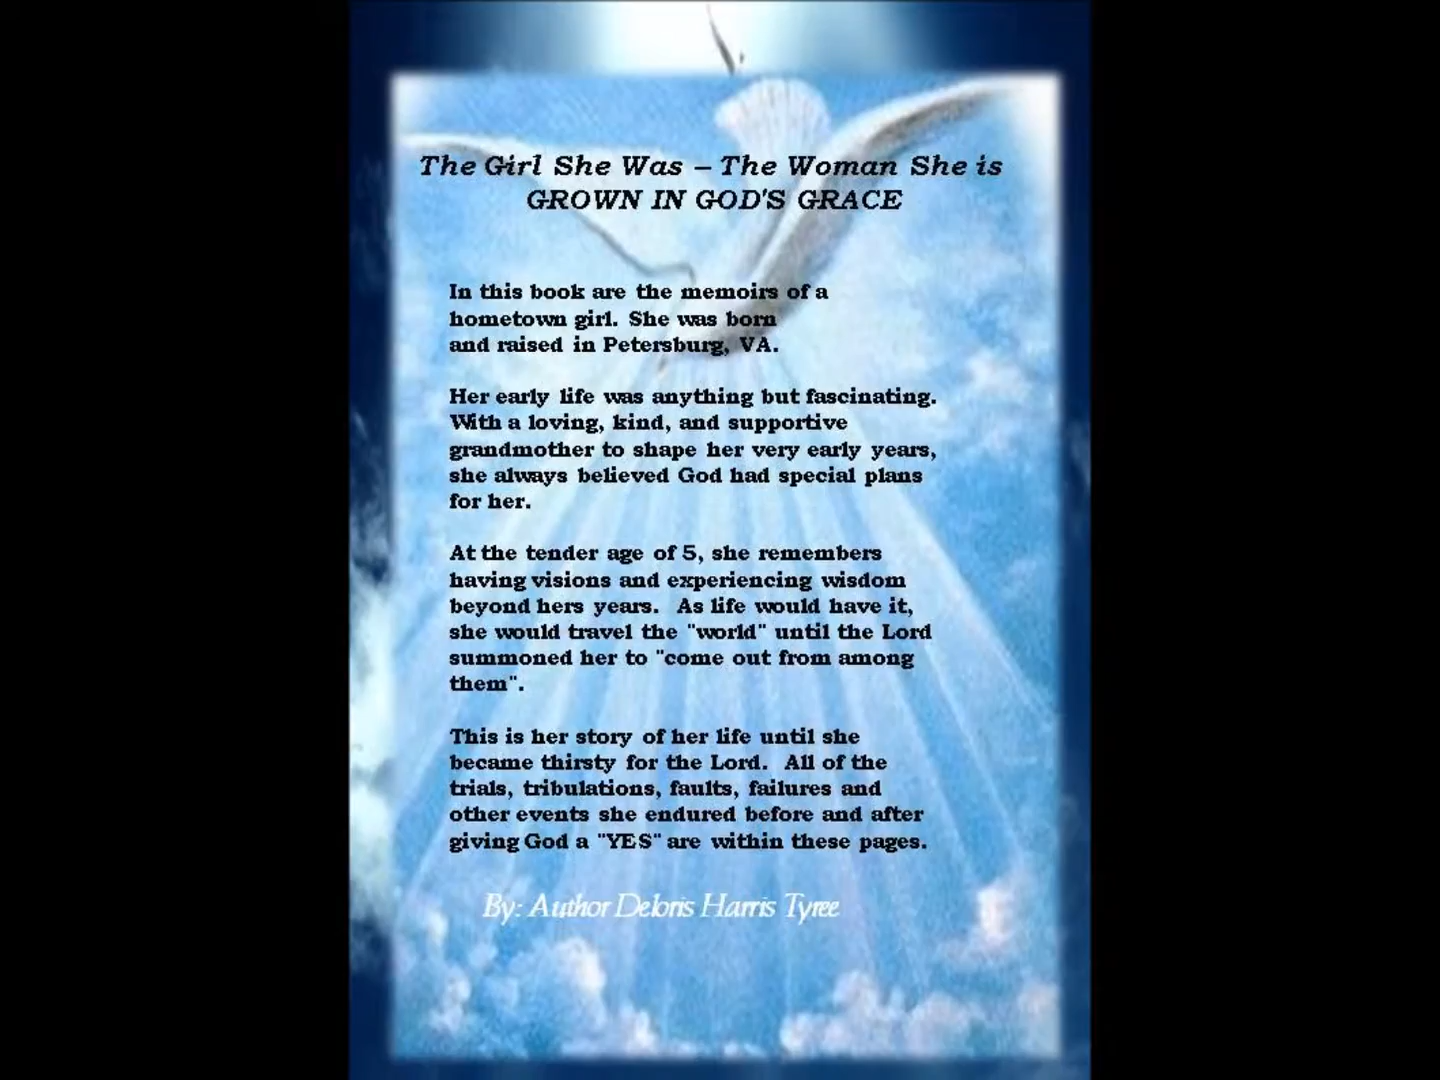 The Girl She Was – The Woman She is
GROWN IN GOD'S GRACE
In this book are the memoirs of a
hometown girl. She was born
and raised in Petersburg, VA.
Her early life was anything but fascinating.
With a loving, kind, and supportive
grandmother to shape her very early years,
she always believed God had special plans
for her.
At the tender age of 5, she remembers
having visions and experiencing wisdom
beyond hers years. As life would have it,
she would travel the "world" until the Lord
summoned her to "come out from among
them".
This is her story of her life until she
became thirsty for the Lord. All of the
trials, tribulations, faults, failures and
other events she endured before and after
giving God a "YES" are within these pages.
By: Author Deloris Harris Tyree